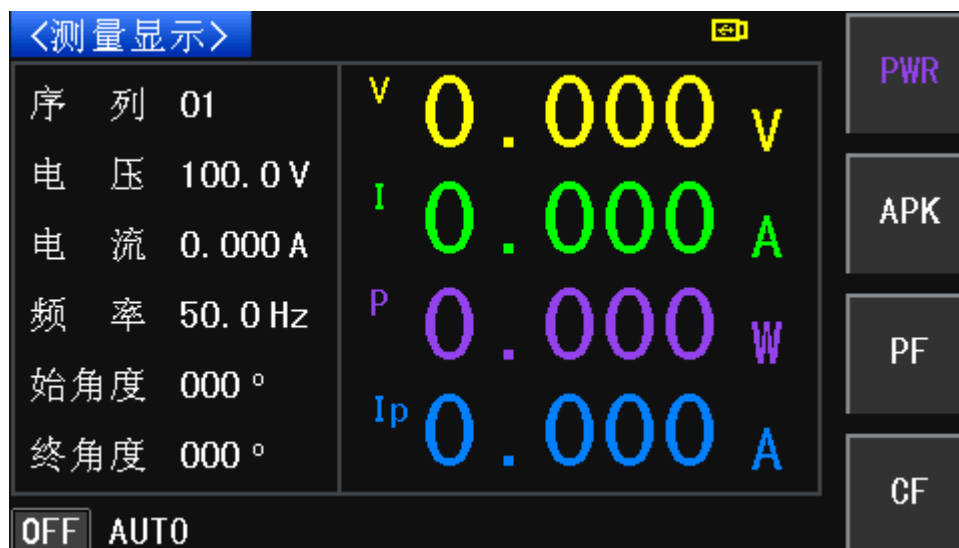 <测量显示>
序 列 01
电 压 100.0 V
电 流 0.000 A
频 率 50.0 Hz
始角度 000 °
终角度 000 °
V 0.000 V
I 0.000 A
P 0.000 W
Ip 0.000 A
PWR
APK
PF
CF
OFF AUTO